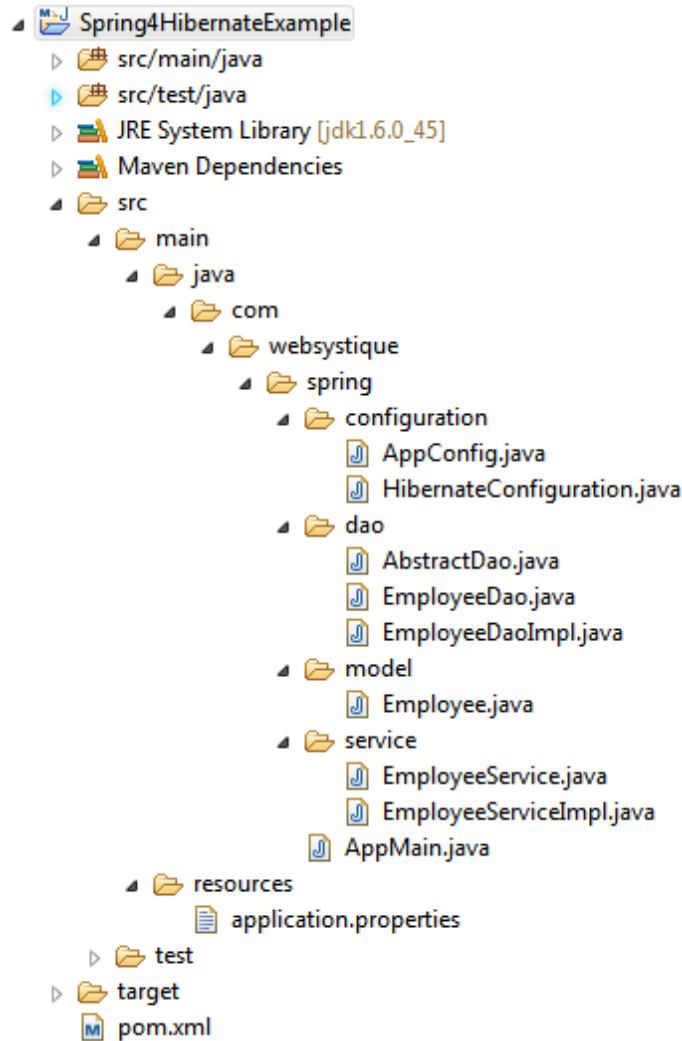 Spring4HibernateExample
src/main/java
src/test/java
JRE System Library [jdk1.6.0_45]
Maven Dependencies
src
main
java
com
websystique
spring
configuration
AppConfig.java
HibernateConfiguration.java
dao
AbstractDao.java
EmployeeDao.java
EmployeeDaoImpl.java
model
Employee.java
service
EmployeeService.java
EmployeeServiceImpl.java
AppMain.java
resources
application.properties
test
target
pom.xml